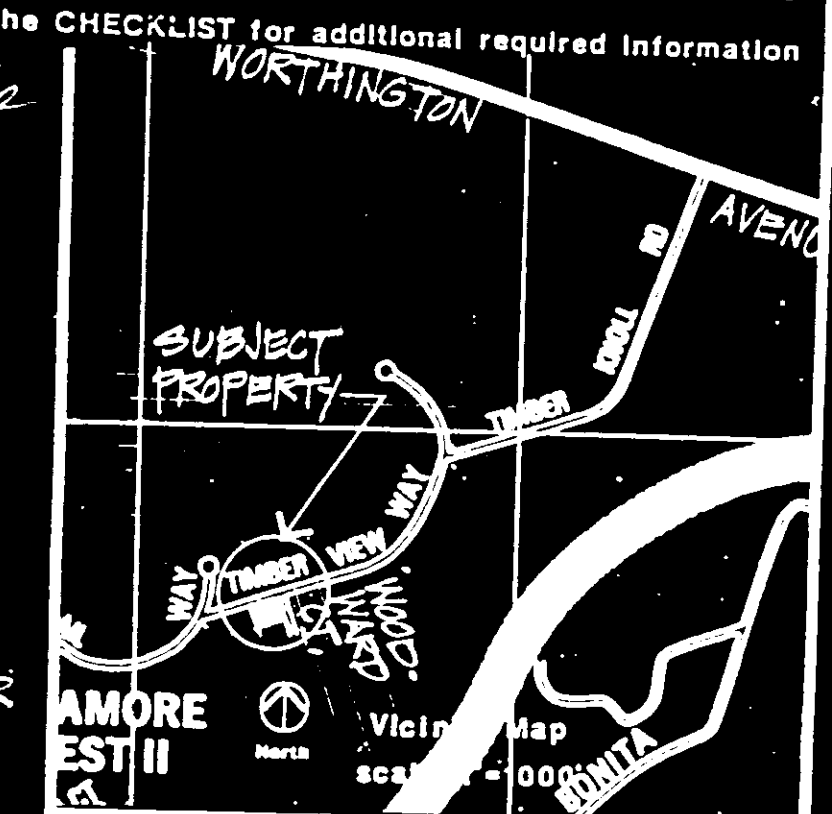 he CHECKLIST for additional required information
WORTHINGTON
AVENU
RD
KNOLL
SUBJECT
PROPERTY
TIMBER
WAY
VIEW
TIMBER
WAY
WOOD
WARD
AMORE
EST II
North
Vicin Map
BONITA